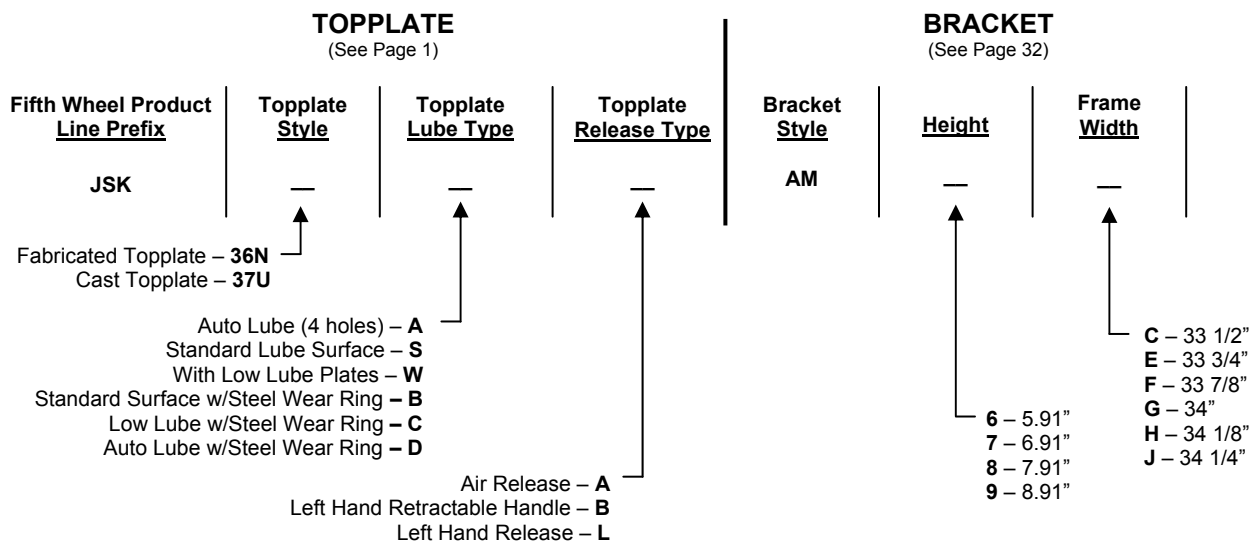 TOPPLATE
(See Page 1)
BRACKET
(See Page 32)
Fifth Wheel Product
Line Prefix
Topplate
Style
Topplate
Lube Type
Topplate
Release Type
Bracket
Style
Height
Frame
Width
JSK
__
__
__
AM
__
__
Fabricated Topplate – 36N
Cast Topplate – 37U
Auto Lube (4 holes) – A
Standard Lube Surface – S
With Low Lube Plates – W
Standard Surface w/Steel Wear Ring – B
Low Lube w/Steel Wear Ring – C
Auto Lube w/Steel Wear Ring – D
Air Release – A
Left Hand Retractable Handle – B
Left Hand Release – L
6 – 5.91”
7 – 6.91”
8 – 7.91”
9 – 8.91”
C – 33 1/2”
E – 33 3/4”
F – 33 7/8”
G – 34”
H – 34 1/8”
J – 34 1/4”